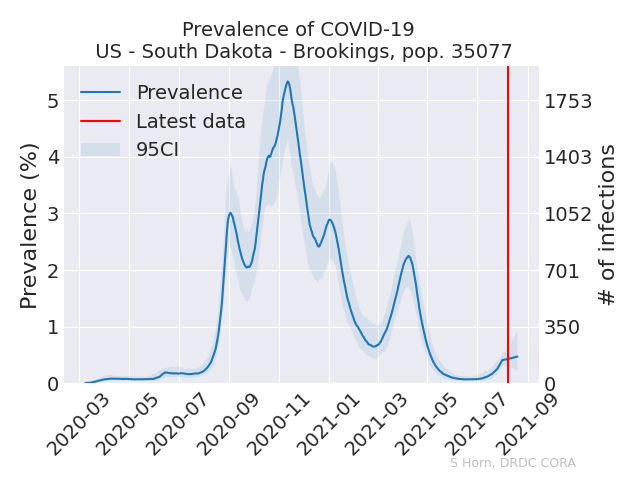 Prevalence of COVID-19
US - South Dakota - Brookings, pop. 35077
Prevalence
Latest data
95CI
Prevalence (%)
5
4
3
2
1
0
1753
1403
1052
701
350
0
# of infections
2020-03
2020-05
2020-07
2020-09
2020-11
2021-01
2021-03
2021-05
2021-07
2021-09
S Horn, DRDC CORA